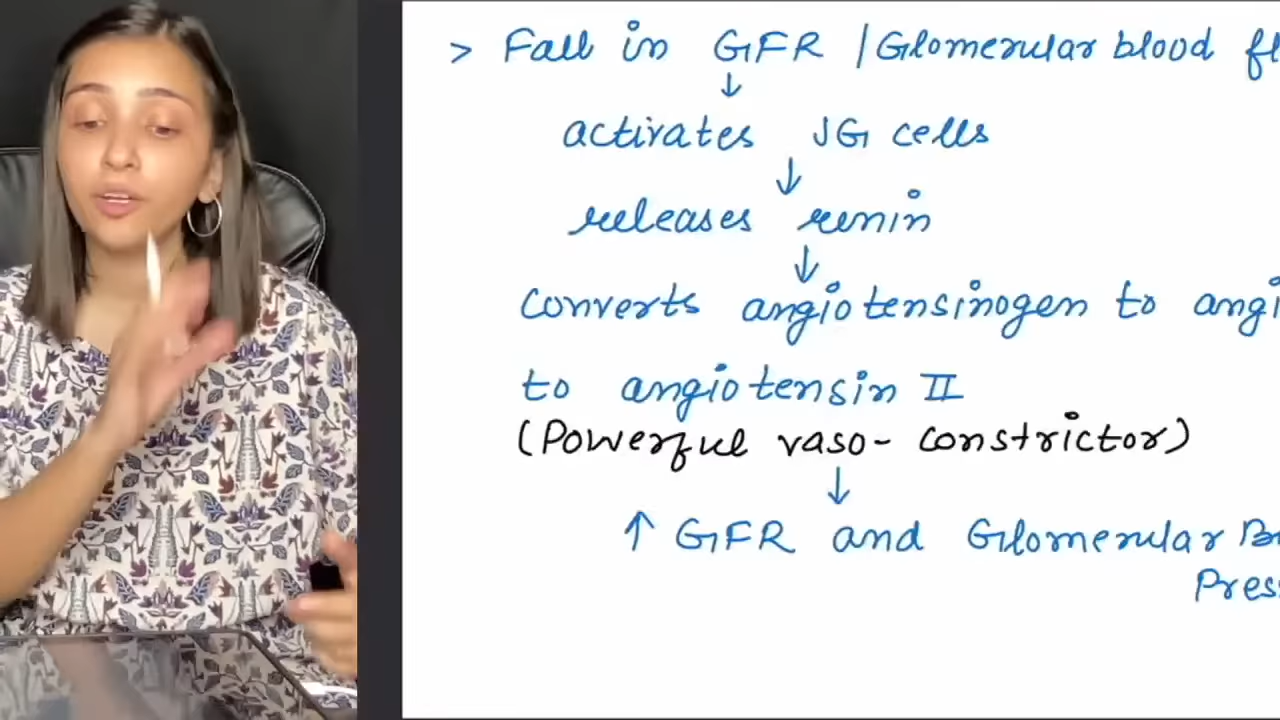 > Fall in GFR / Glomerular blood fl
↓
activates JG cells
↓
releases renin
↓
converts angiotensinogen to angi
to angiotensin II
(Powerful vaso- constrictor)
↓
↑ GFR and Glomerular B
Press